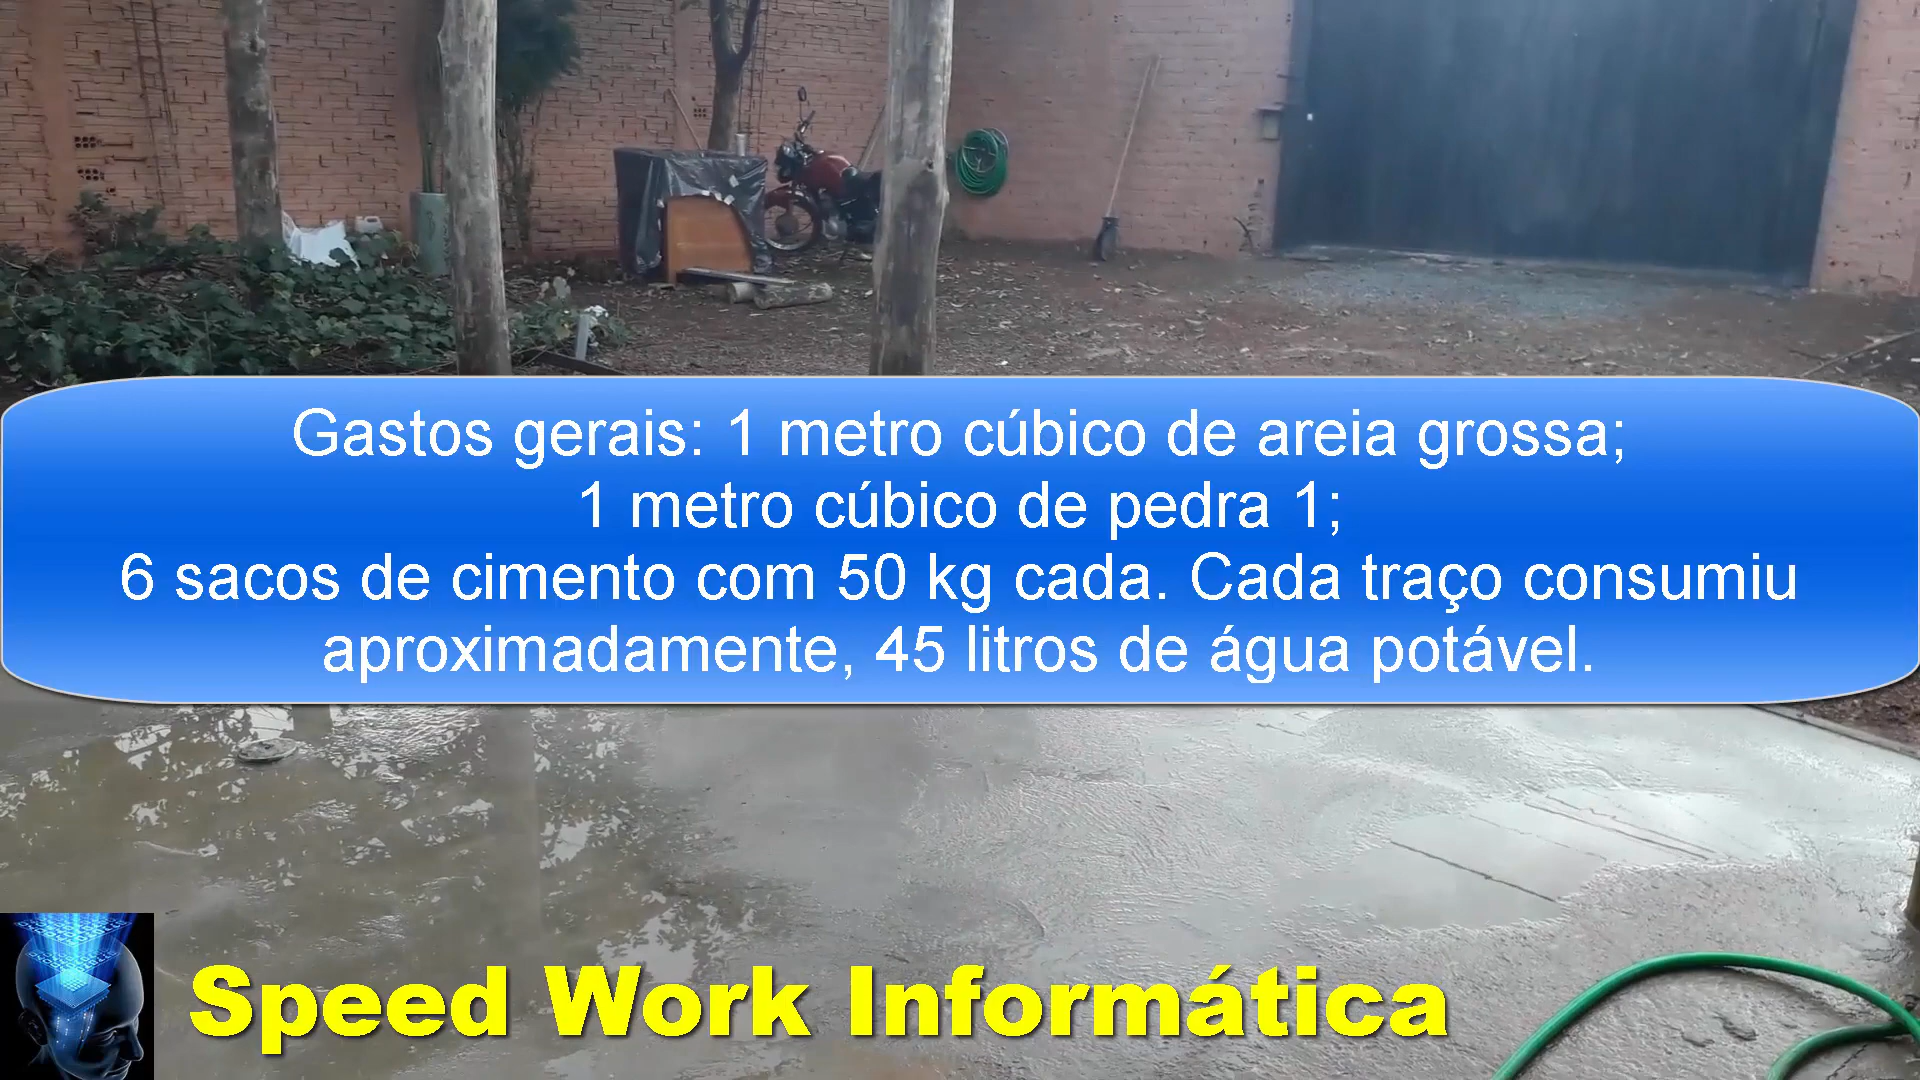 Gastos gerais: 1 metro cúbico de areia grossa;
1 metro cúbico de pedra 1;
6 sacos de cimento com 50 kg cada. Cada traço consumiu
aproximadamente, 45 litros de água potável.
Speed Work Informática